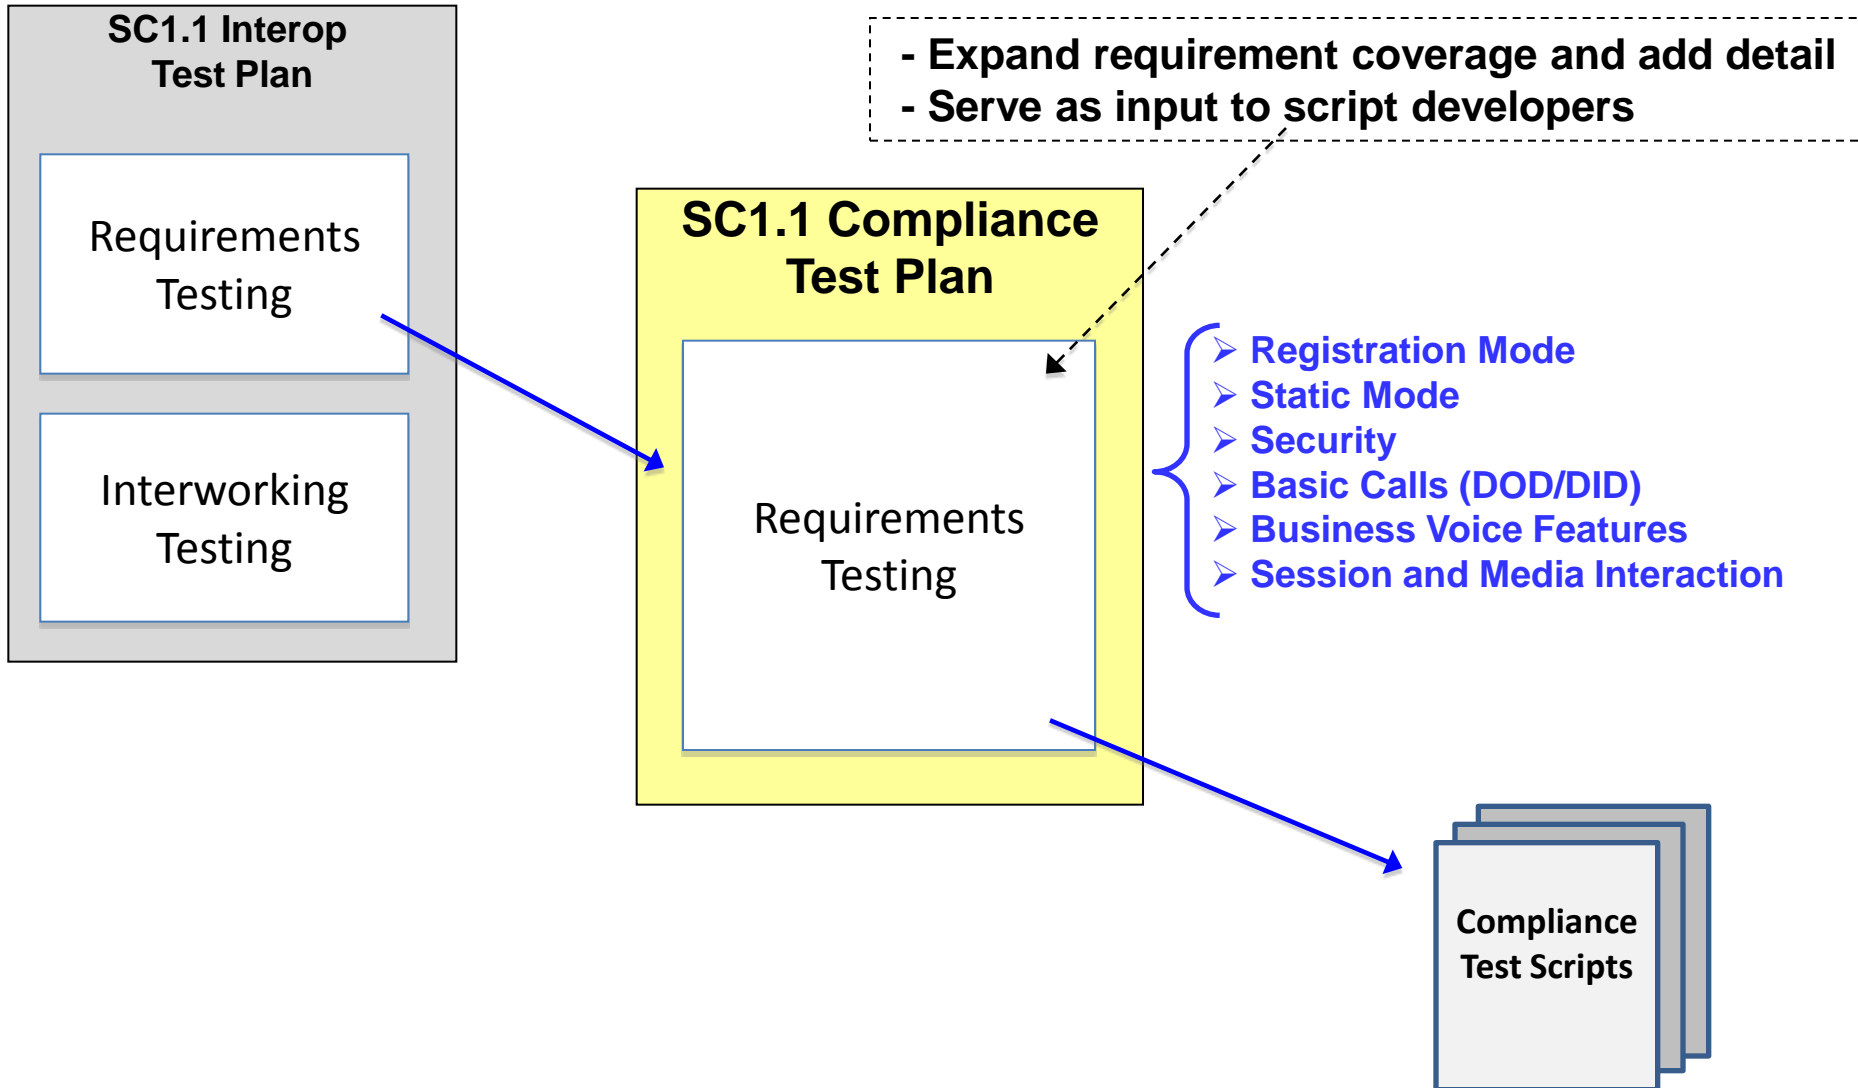 SC1.1 Interop
Test Plan
Requirements
Testing
Interworking
Testing
- Expand requirement coverage and add detail
- Serve as input to script developers
SC1.1 Compliance
Test Plan
Requirements
Testing
➢ Registration Mode
➢ Static Mode
➢ Security
➢ Basic Calls (DOD/DID)
➢ Business Voice Features
➢ Session and Media Interaction
Compliance
Test Scripts